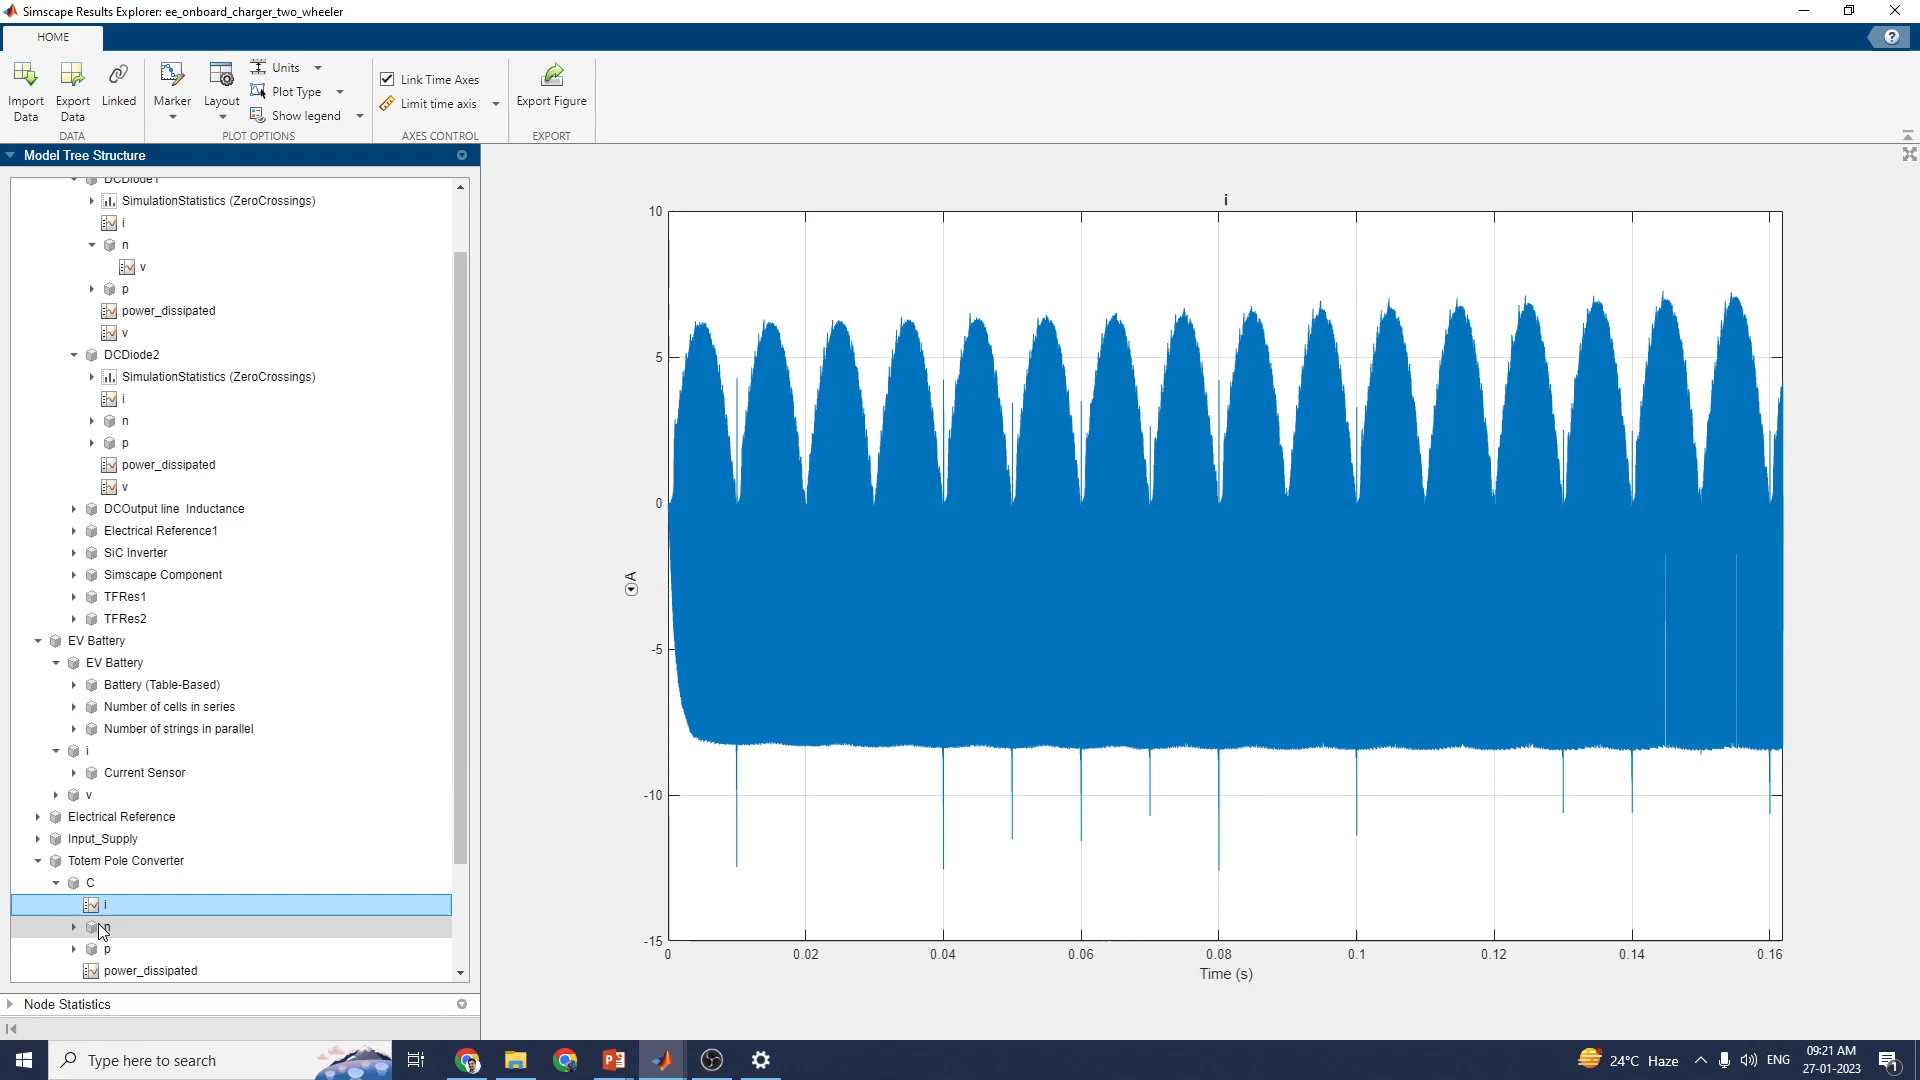 Simscape Results Explorer: ee_onboard_charger_two_wheeler
HOME
Import Data
Export Data
Linked
DATA
Marker
Layout
Units
Plot Type
Show legend
PLOT OPTIONS
Link Time Axes
Limit time axis
AXES CONTROL
Export Figure
EXPORT
Model Tree Structure
DCDiode1
SimulationStatistics (ZeroCrossings)
i
n
v
p
power_dissipated
v
DCDiode2
SimulationStatistics (ZeroCrossings)
i
n
p
power_dissipated
v
DCOutput line Inductance
Electrical Reference1
SiC Inverter
Simscape Component
TFRes1
TFRes2
EV Battery
EV Battery
Battery (Table-Based)
Number of cells in series
Number of strings in parallel
i
Current Sensor
v
Electrical Reference
Input_Supply
Totem Pole Converter
C
i
n
p
power_dissipated
Node Statistics
i
10
5
0
-5
-10
-15
A
0
0.02
0.04
0.06
0.08
0.1
0.12
0.14
0.16
Time (s)
Type here to search
24°C Haze
ENG
09:21 AM
27-01-2023
1